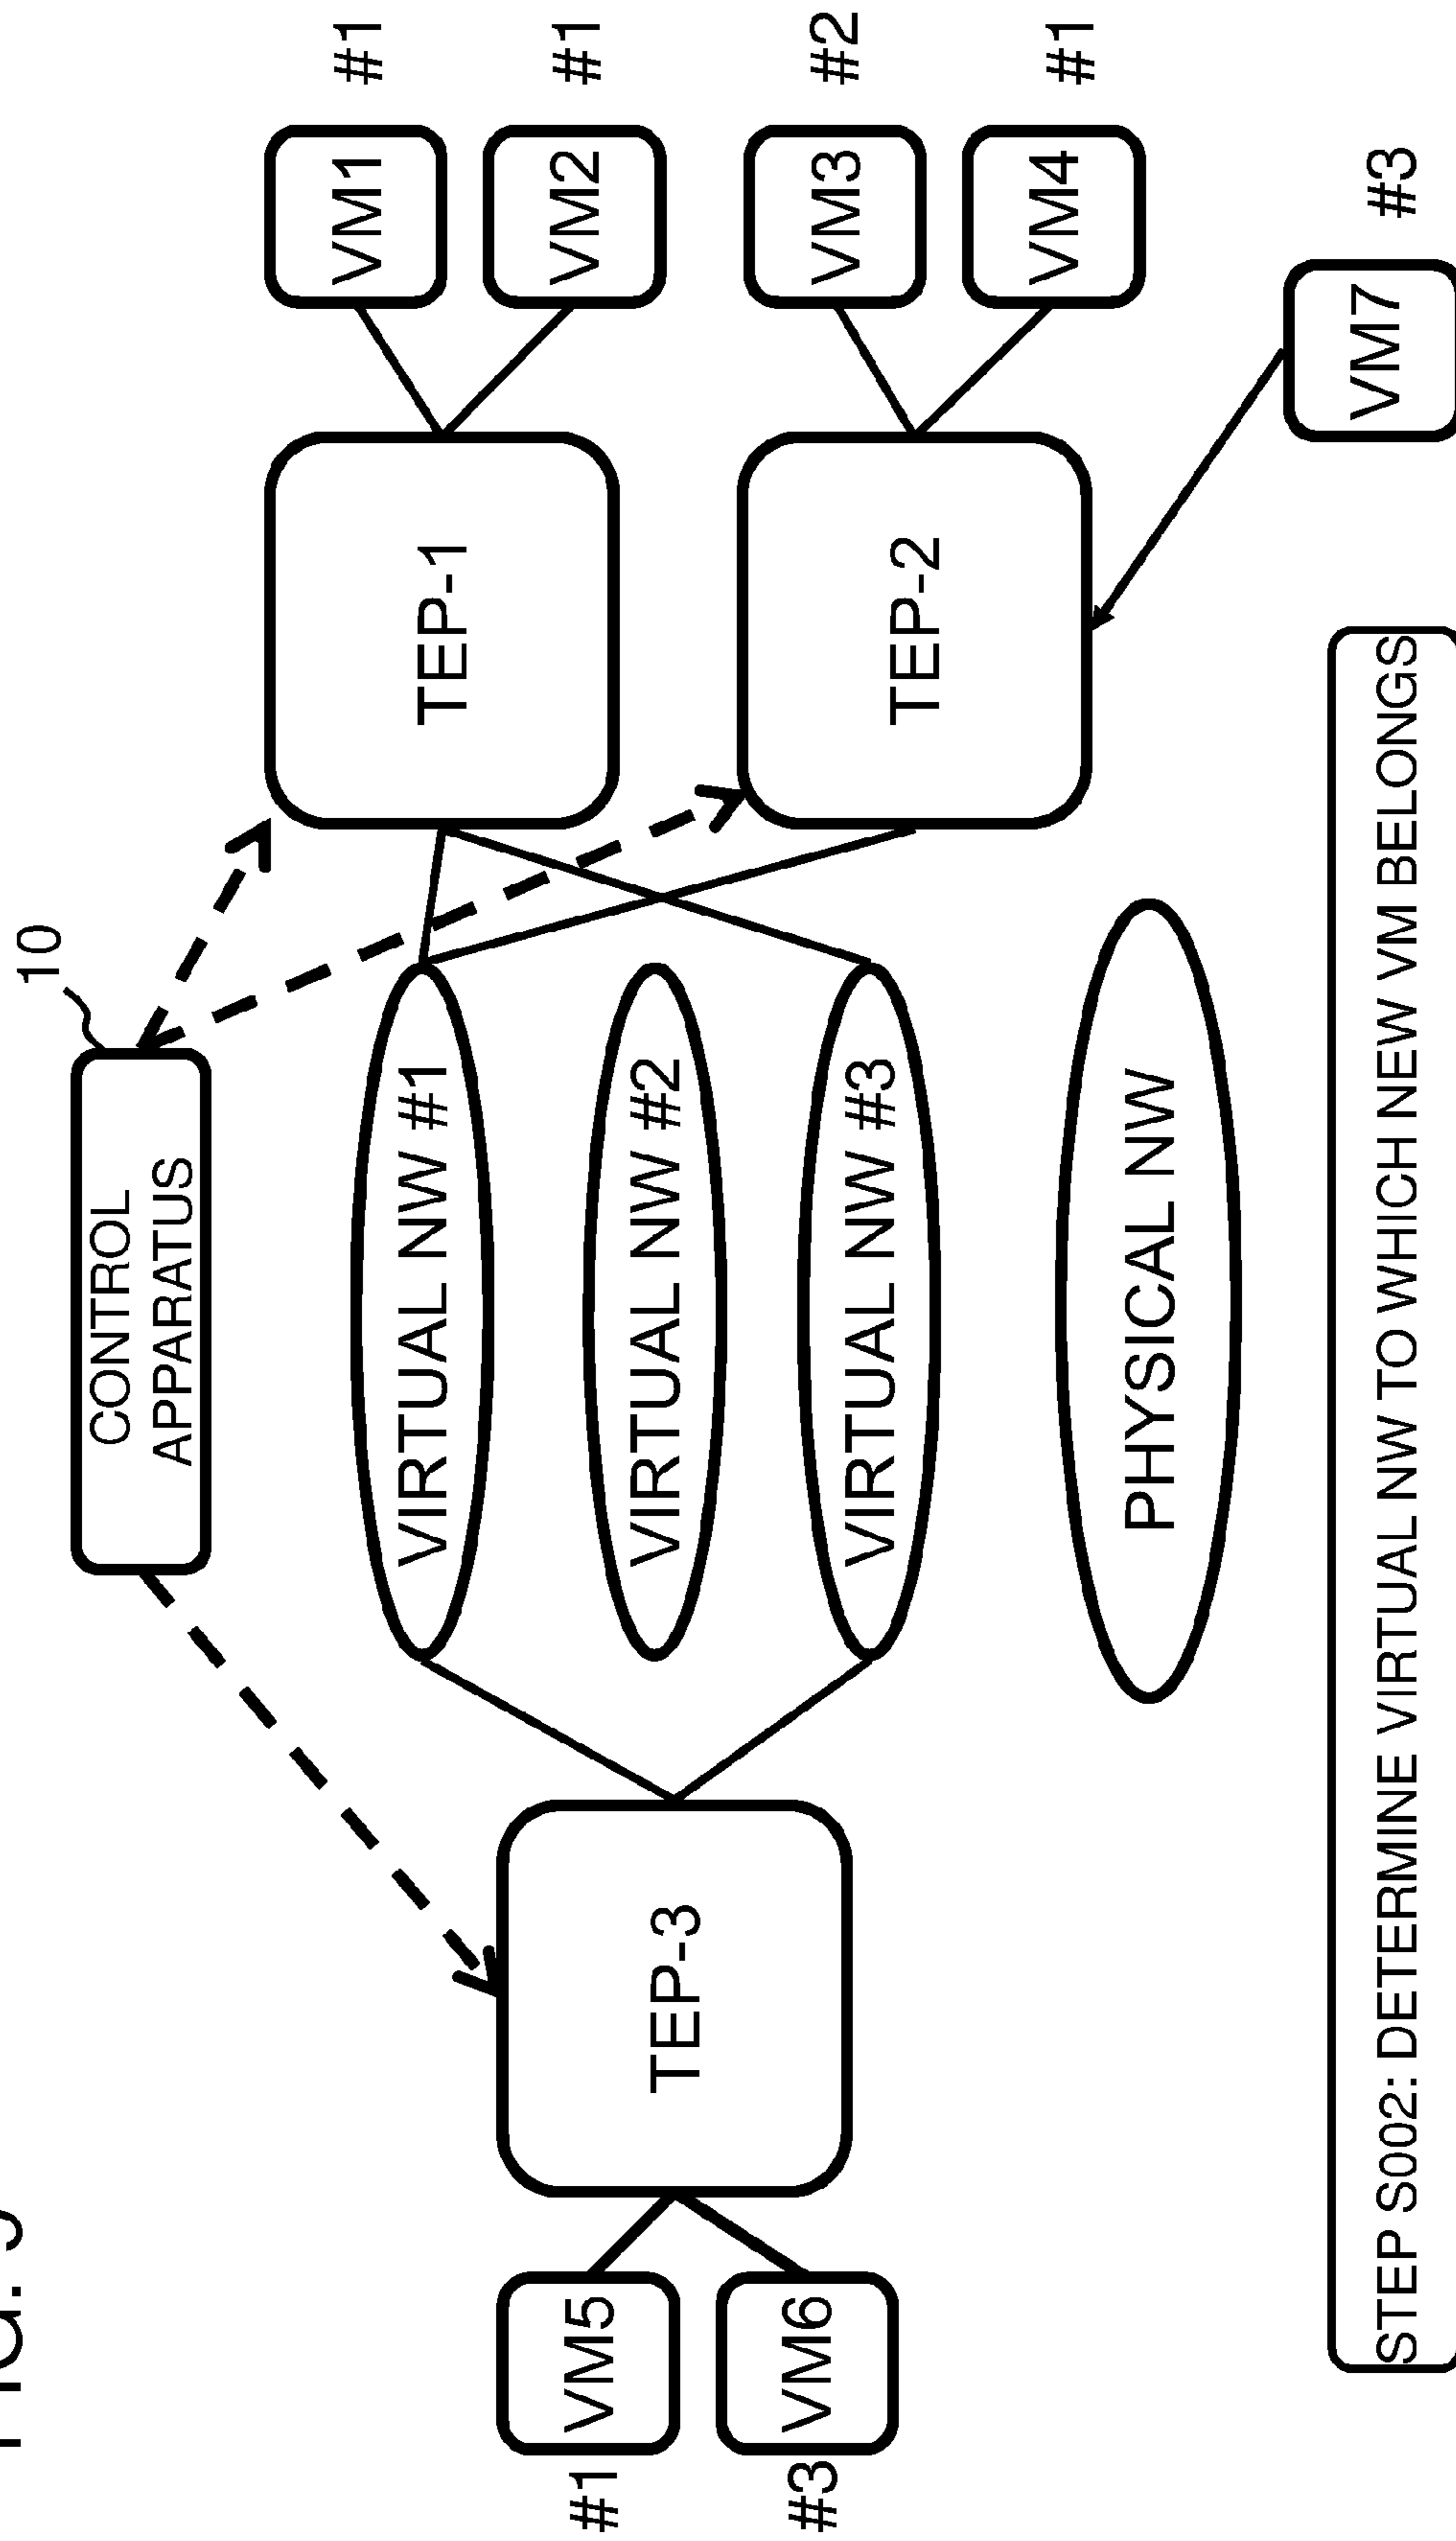 FIG.
10
CONTROL
APPARATUS
VM1 #1
VIRTUAL NW #1
TEP-1
VM2 #1
#1 VM5
VIRTUAL NW #2
TEP-3
#3 VM6
VIRTUAL NW #3
VM3 #2
TEP-2
VM4 #1
PHYSICAL NW
VM7 #3
STEP S002: DETERMINE VIRTUAL NW TO WHICH NEW VM BELONGS